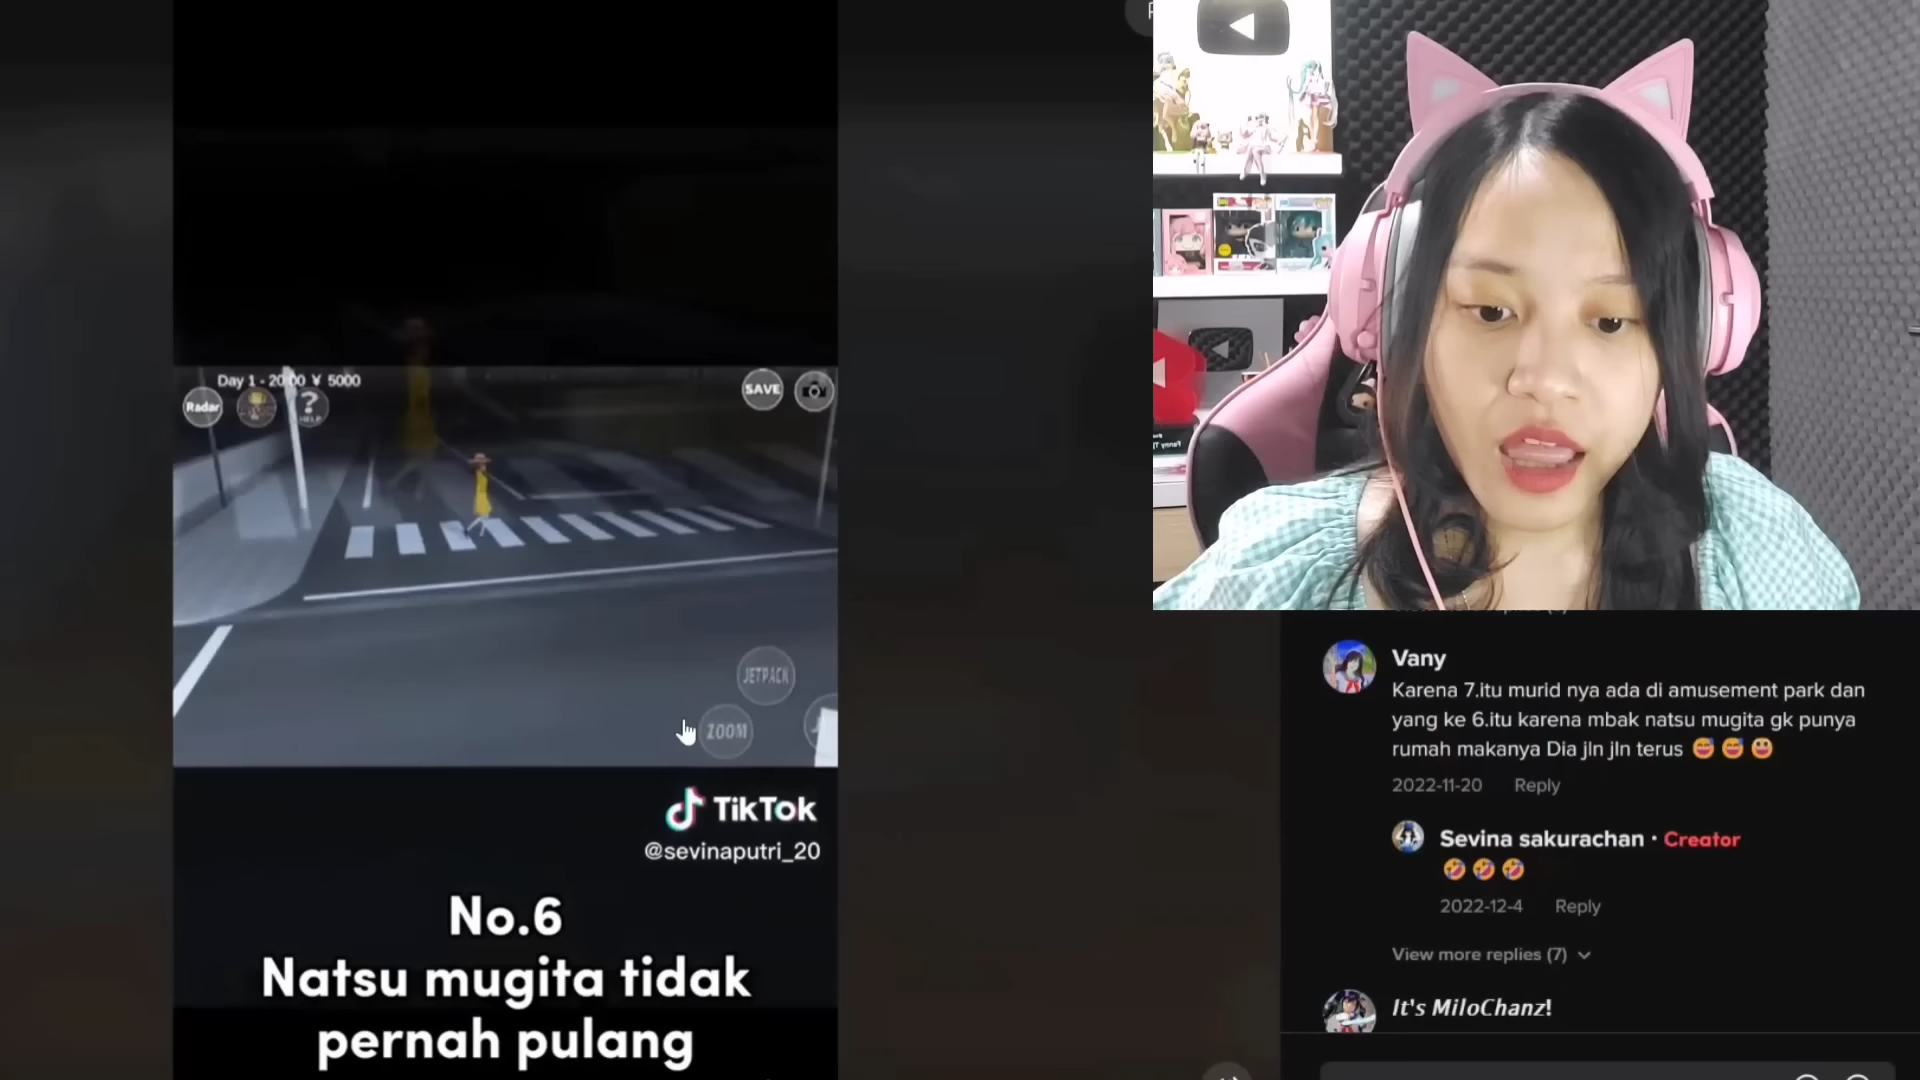 Day 1 - 20:00 ¥ 5000
Radar
?
HELP
SAVE
JETPACK
ZOOM
TikTok
@sevinaputri_20
No.6
Natsu mugita tidak
pernah pulang
Vany
Karena 7.itu murid nya ada di amusement park dan
yang ke 6.itu karena mbak natsu mugita gk punya
rumah makanya Dia jln jln terus 😅 😅 😃
2022-11-20 Reply
Sevina sakurachan · Creator
🤣 🤣 🤣
2022-12-4 Reply
View more replies (7)
It's MiloChanz!